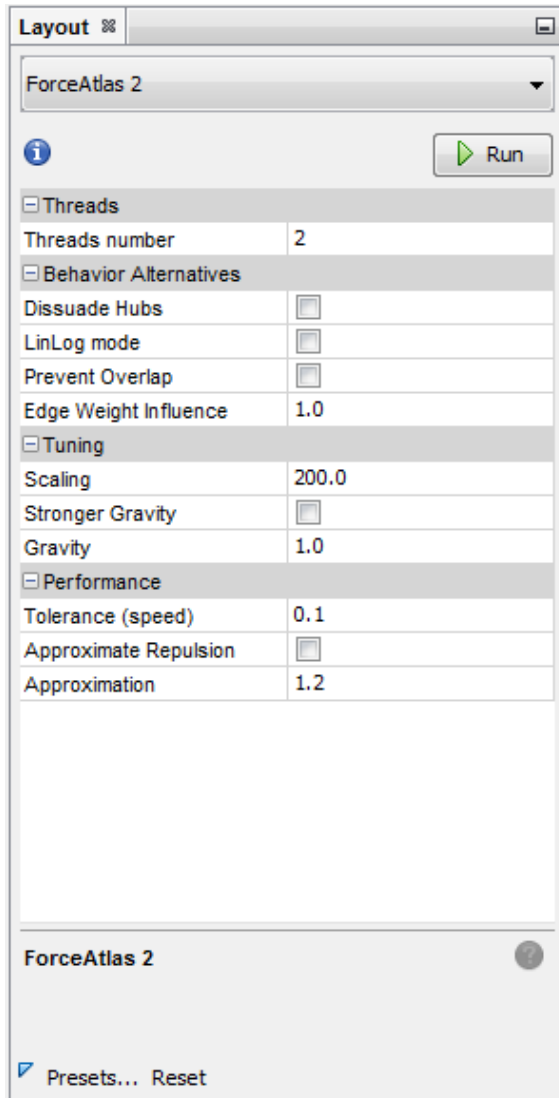 Layout
ForceAtlas 2
Run
Threads
Threads number 2
Behavior Alternatives
Dissuade Hubs
LinLog mode
Prevent Overlap
Edge Weight Influence 1.0
Tuning
Scaling 200.0
Stronger Gravity
Gravity 1.0
Performance
Tolerance (speed) 0.1
Approximate Repulsion
Approximation 1.2
ForceAtlas 2
Presets... Reset